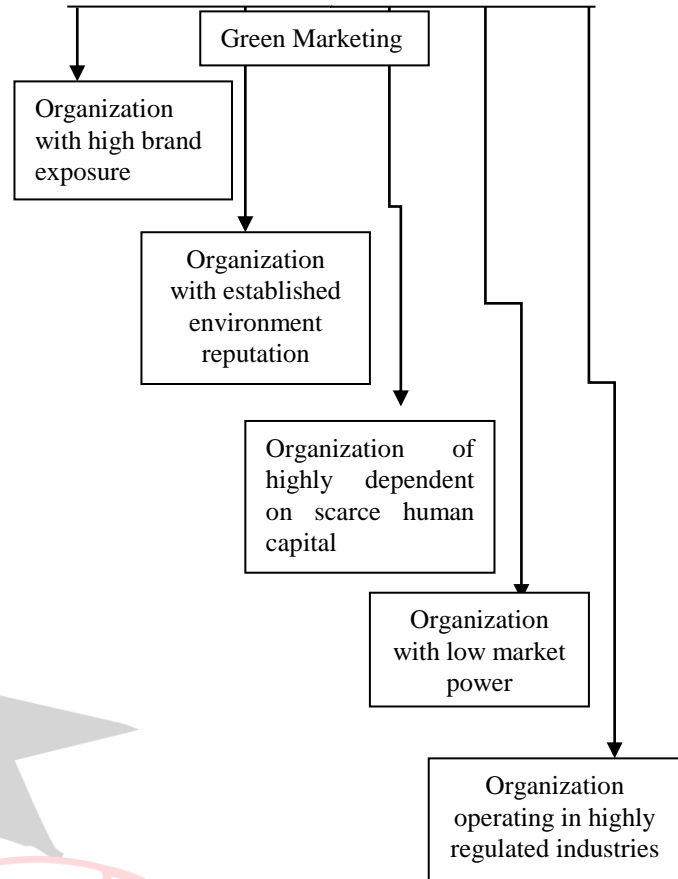 Green Marketing
Organization
with high brand
exposure
Organization
with established
environment
reputation
Organization of
highly dependent
on scarce human
capital
Organization
with low market
power
Organization
operating in highly
regulated industries